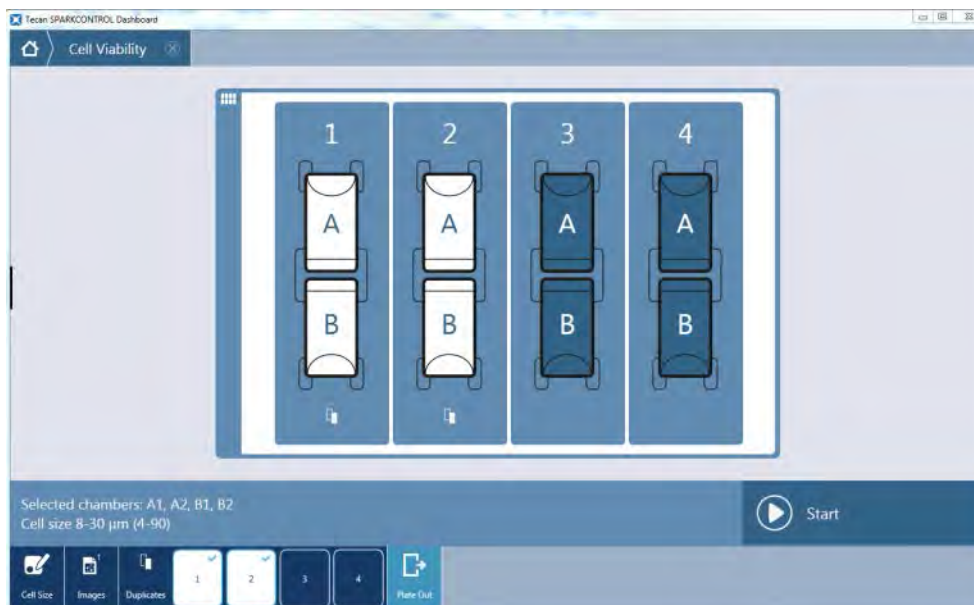 Tecan SPARKCONTROL Dashboard
Cell Viability
1 2 3 4
A A A A
B B B B
Selected chambers: A1, A2, B1, B2
Cell size 8-30 μm (4-90)
Start
1 2 3 4
Cell Size Images Duplicates Plate Out